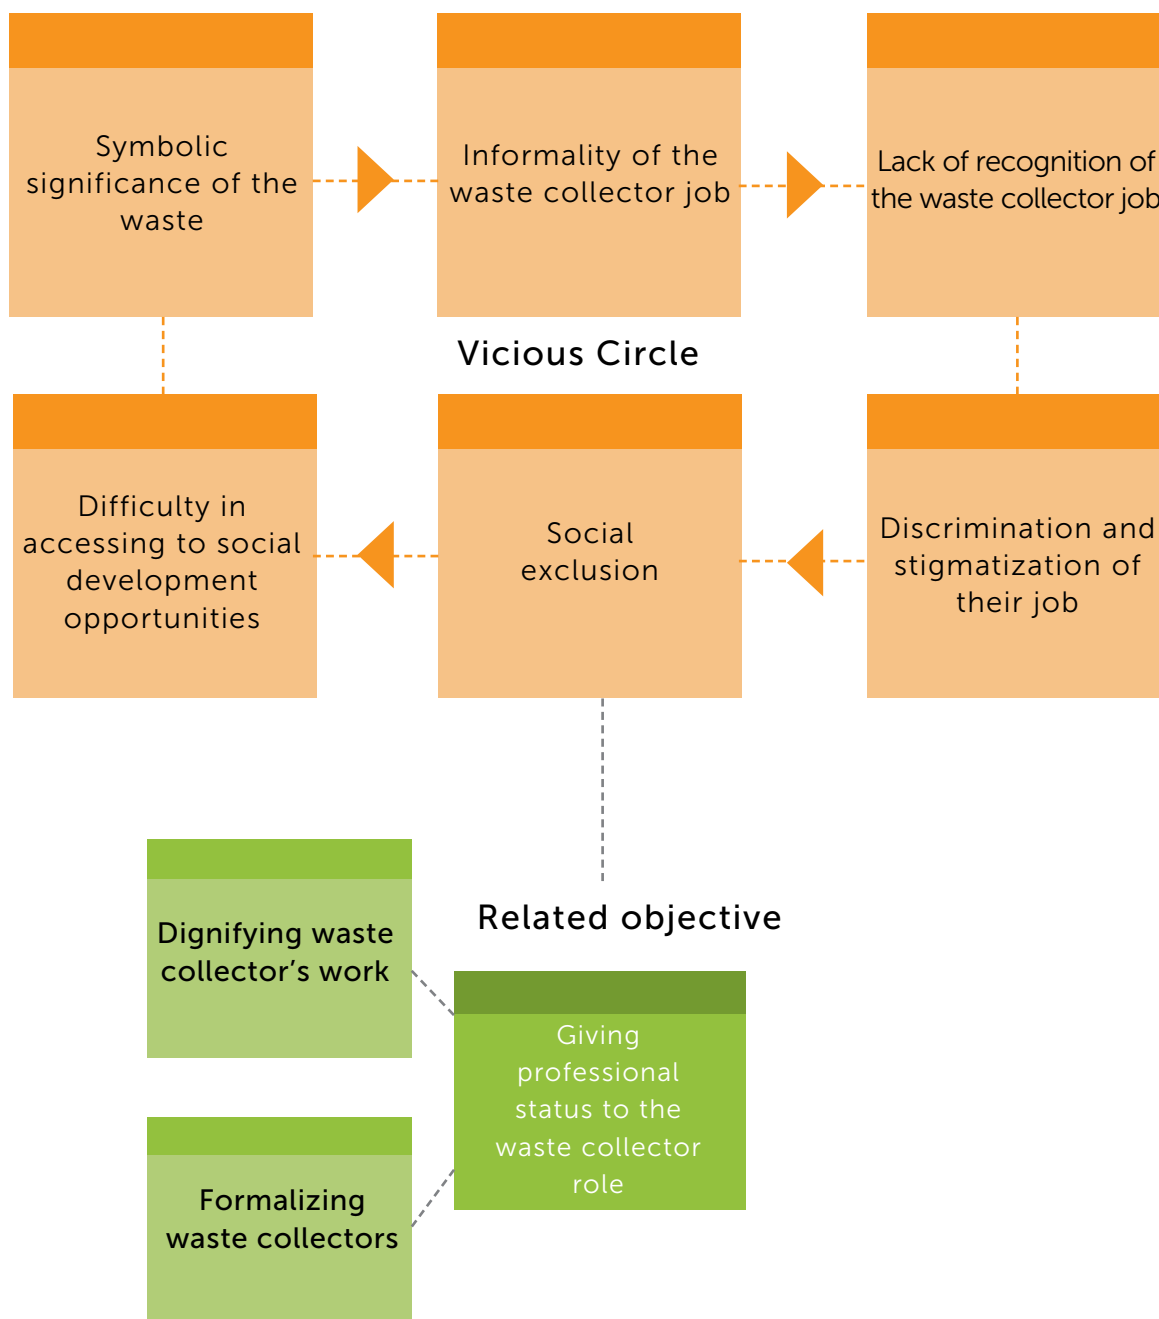 Symbolic
significance of the
waste
Informality of the
waste collector job
Lack of recognition of
the waste collector job
Vicious Circle
Difficulty in
accessing to social
development
opportunities
Social
exclusion
Discrimination and
stigmatization of
their job
Related objective
Dignifying waste
collector’s work
Giving
professional
status to the
waste collector
role
Formalizing
waste collectors